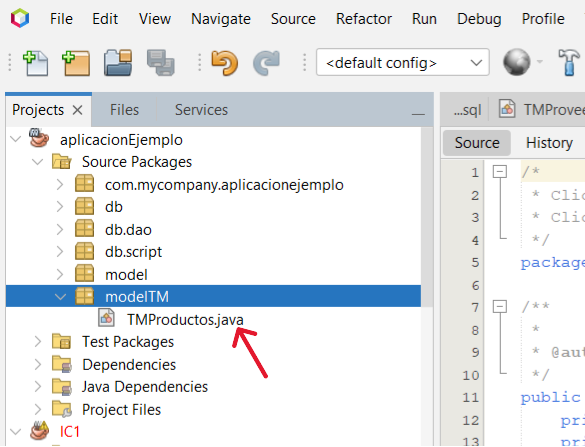 File Edit View Navigate Source Refactor Run Debug Profile
<default config>
Projects Files Services
...sql TMProvee
Source History
aplicacionEjemplo
Source Packages
com.mycompany.aplicacionejemplo
db
db.dao
db.script
model
modelTM
TMProductos.java
Test Packages
Dependencies
Java Dependencies
Project Files
IC1
1 /*
2 * Clic
3 * Clic
4 */
5 package
6
7 /**
8 *
9 * @aut
10 */
11 public
12 pri
13 pri